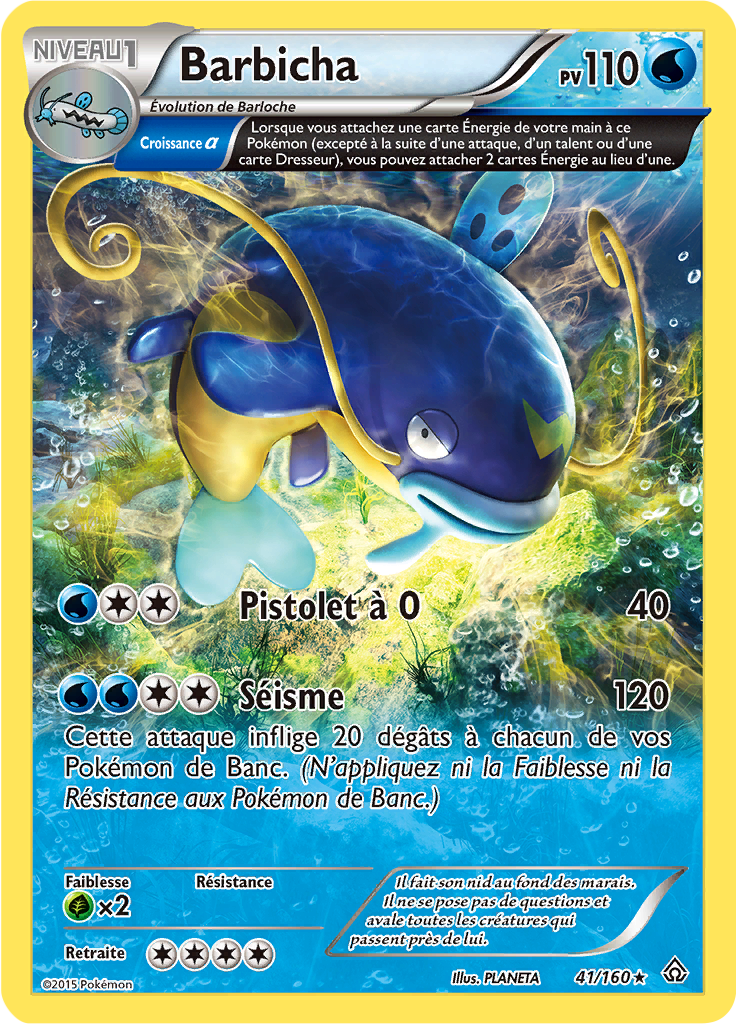 NIVEAU1
Barbicha
PV110
Évolution de Barloche
Croissance α
Lorsque vous attachez une carte Énergie de votre main à ce
Pokémon (excepté à la suite d'une attaque, d'un talent ou d'une
carte Dresseur), vous pouvez attacher 2 cartes Énergie au lieu d'une.
Pistolet à O 40
Séisme 120
Cette attaque inflige 20 dégâts à chacun de vos
Pokémon de Banc. (N'appliquez ni la Faiblesse ni la
Résistance aux Pokémon de Banc.)
Faiblesse Résistance
×2
Retraite
Il fait son nid au fond des marais.
Il ne se pose pas de questions et
avale toutes les créatures qui
passent près de lui.
©2015 Pokémon
Illus. PLANETA
41/160★